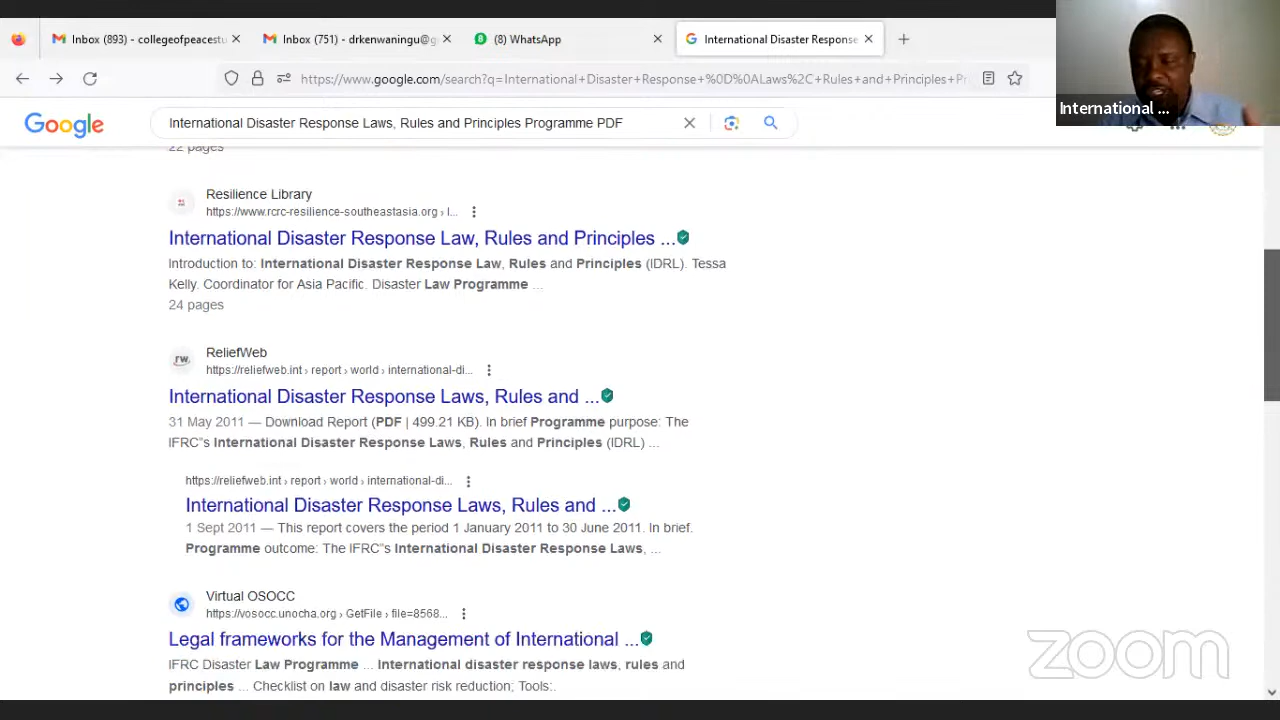 Inbox (893) - collegeofpeacestu
Inbox (751) - drkenwaningu@g
(8) WhatsApp
International Disaster Response
https://www.google.com/search?q=International+Disaster+Response+%0D%0ALaws%2C+Rules+and+Principles+Pr
International ...
Google
International Disaster Response Laws, Rules and Principles Programme PDF
22 pages
Resilience Library
https://www.rcrc-resilience-southeastasia.org › l...
International Disaster Response Law, Rules and Principles ...
Introduction to: International Disaster Response Law, Rules and Principles (IDRL). Tessa
Kelly. Coordinator for Asia Pacific. Disaster Law Programme ...
24 pages
rw.
ReliefWeb
https://reliefweb.int › report › world › international-di...
International Disaster Response Laws, Rules and ...
31 May 2011 — Download Report (PDF | 499.21 KB). In brief Programme purpose: The
IFRC"s International Disaster Response Laws, Rules and Principles (IDRL) ...
https://reliefweb.int › report › world › international-di...
International Disaster Response Laws, Rules and ...
1 Sept 2011 — This report covers the period 1 January 2011 to 30 June 2011. In brief.
Programme outcome: The IFRC"s International Disaster Response Laws, ...
Virtual OSOCC
https://vosocc.unocha.org › GetFile › file=8568...
Legal frameworks for the Management of International ...
IFRC Disaster Law Programme ... International disaster response laws, rules and
principles ... Checklist on law and disaster risk reduction; Tools:.
zoom